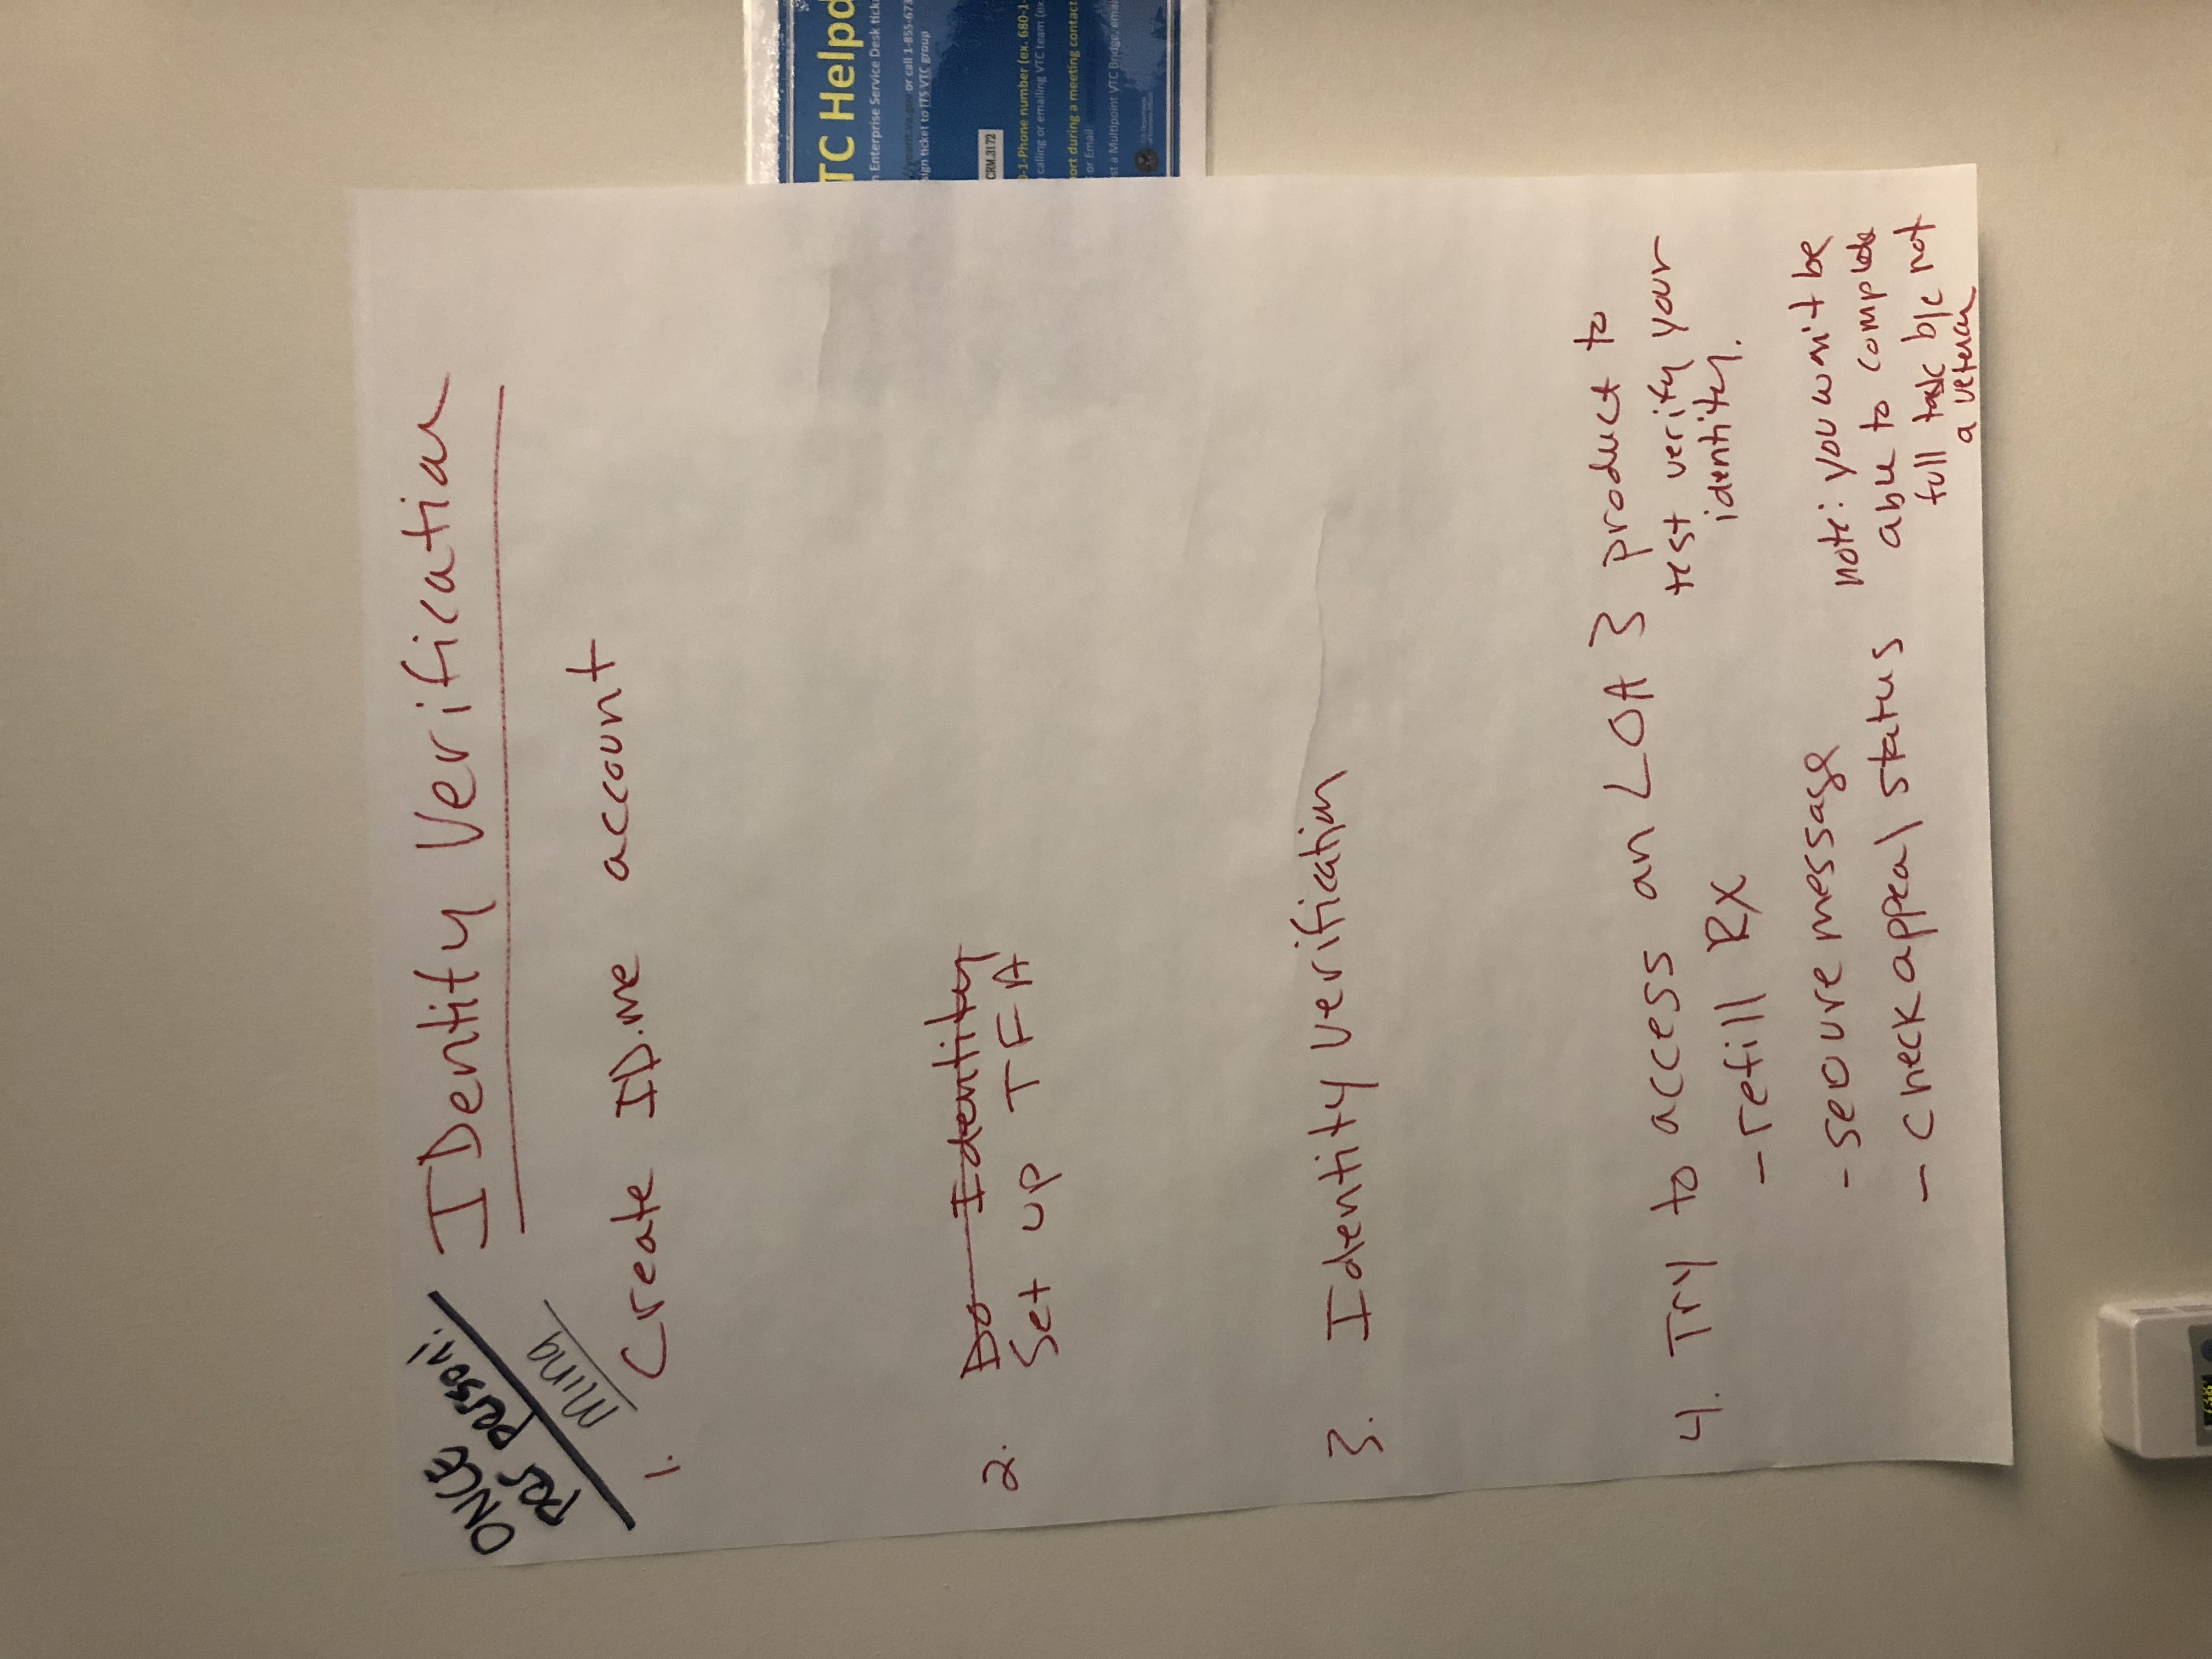 ONCE
per person!
Ming
IDentity Verification
1. Create ID.me account
2. Do Identity
Set up TFA
3. Identity verification
4. Try to access an LOA 3 product to
test verify your
identity.
- refill RX
- secure message
- check appeal status
note: you won't be
able to complete
full task b/c not
a veteran
TC Helpd
n Enterprise Service Desk tick
//yourit.va.gov or call 1-855-673
sign ticket to ITS VTC group
CRM.3172
0-1-Phone number (ex. 680-1-
calling or emailing VTC team (ex
ort during a meeting contact
or Email:
st a Multipoint VTC Bridge, emai
U.S. Department
of Veterans Affairs